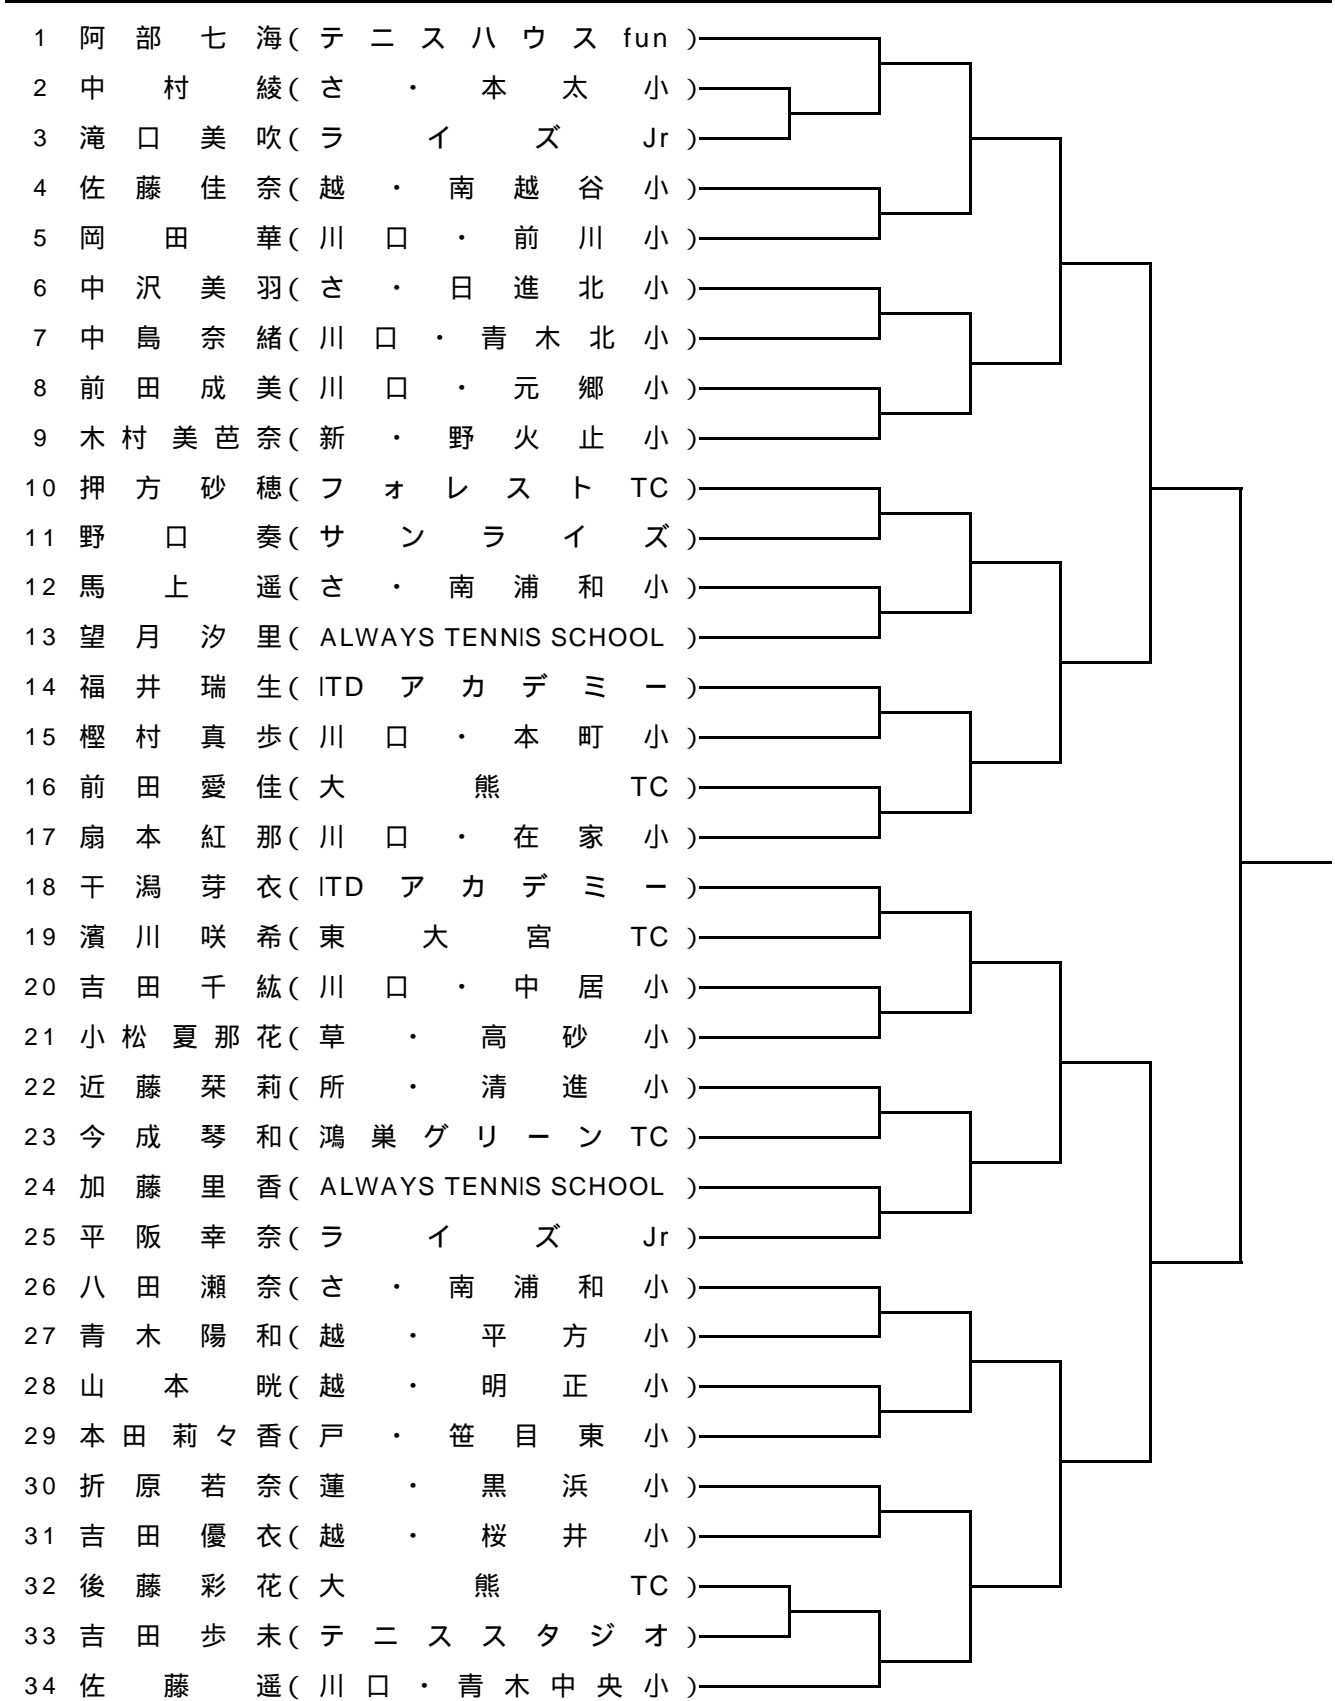 1 阿部七海(テニスハウスfun)
2 中村綾(さ・本太小)
3 滝口美吹(ライズJr)
4 佐藤佳奈(越・南越谷小)
5 岡田華(川口・前川小)
6 中沢美羽(さ・日進北小)
7 中島奈緒(川口・青木北小)
8 前田成美(川口・元郷小)
9 木村美芭奈(新・野火止小)
10 押方砂穂(フォレストTC)
11 野口奏(サンライズ)
12 馬上遥(さ・南浦和小)
13 望月汐里(ALWAYS TENNIS SCHOOL)
14 福井瑞生(ITDアカデミー)
15 樫村真歩(川口・本町小)
16 前田愛佳(大熊TC)
17 扇本紅那(川口・在家小)
18 干潟芽衣(ITDアカデミー)
19 濱川咲希(東大宮TC)
20 吉田千紘(川口・中居小)
21 小松夏那花(草・高砂小)
22 近藤栞莉(所・清進小)
23 今成琴和(鴻巣グリーンTC)
24 加藤里香(ALWAYS TENNIS SCHOOL)
25 平阪幸奈(ライズJr)
26 八田瀬奈(さ・南浦和小)
27 青木陽和(越・平方小)
28 山本晄(越・明正小)
29 本田莉々香(戸・笹目東小)
30 折原若奈(蓮・黒浜小)
31 吉田優衣(越・桜井小)
32 後藤彩花(大熊TC)
33 吉田歩未(テニススタジオ)
34 佐藤遥(川口・青木中央小)